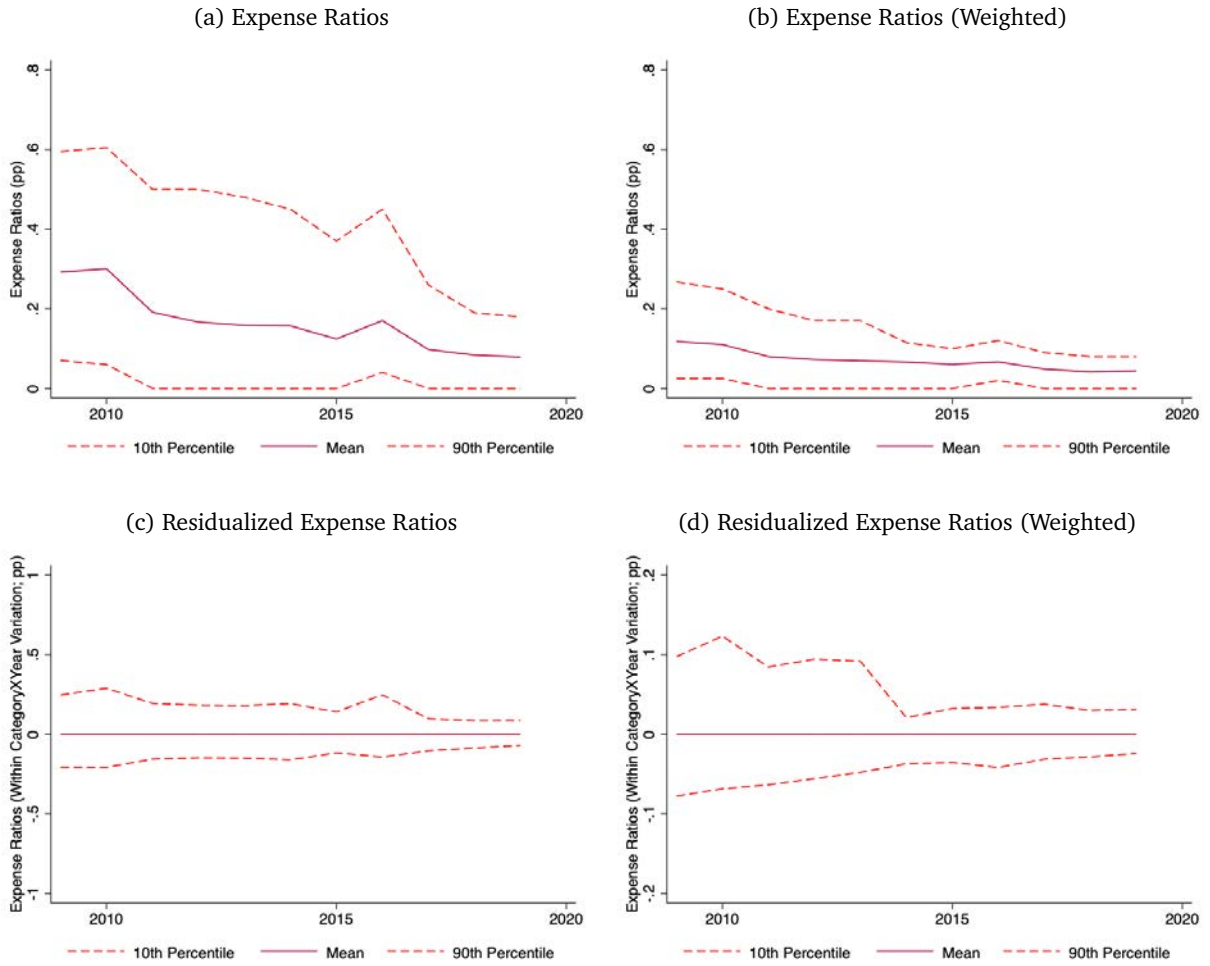 (a) Expense Ratios
(b) Expense Ratios (Weighted)
Expense Ratios (pp)
.8
.6
.4
.2
0
2010
2015
2020
10th Percentile
Mean
90th Percentile
Expense Ratios (pp)
.8
.6
.4
.2
0
2010
2015
2020
10th Percentile
Mean
90th Percentile
(c) Residualized Expense Ratios
(d) Residualized Expense Ratios (Weighted)
Expense Ratios (Within CategoryXYear Variation; pp)
1
.5
0
-.5
-1
2010
2015
2020
10th Percentile
Mean
90th Percentile
Expense Ratios (Within CategoryXYear Variation; pp)
.2
.1
0
-.1
-.2
2010
2015
2020
10th Percentile
Mean
90th Percentile